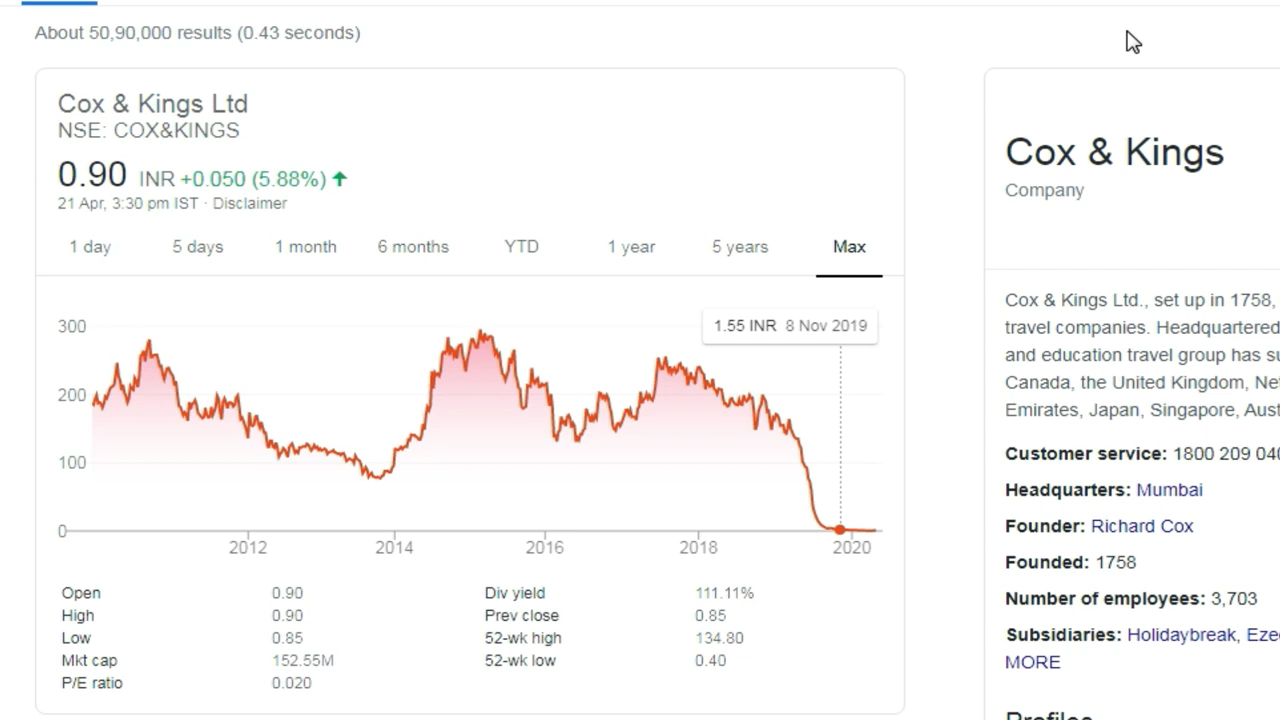 About 50,90,000 results (0.43 seconds)
Cox & Kings Ltd
NSE: COX&KINGS
0.90 INR +0.050 (5.88%)
21 Apr, 3:30 pm IST · Disclaimer
1 day 5 days 1 month 6 months YTD 1 year 5 years Max
1.55 INR 8 Nov 2019
300
200
100
0
2012 2014 2016 2018 2020
Open 0.90 Div yield 111.11%
High 0.90 Prev close 0.85
Low 0.85 52-wk high 134.80
Mkt cap 152.55M 52-wk low 0.40
P/E ratio 0.020
Cox & Kings
Company
Cox & Kings Ltd., set up in 1758,
travel companies. Headquartered
and education travel group has
Canada, the United Kingdom,
Emirates, Japan, Singapore,
Customer service: 1800 209
Headquarters: Mumbai
Founder: Richard Cox
Founded: 1758
Number of employees: 3,703
Subsidiaries: Holidaybreak,
MORE